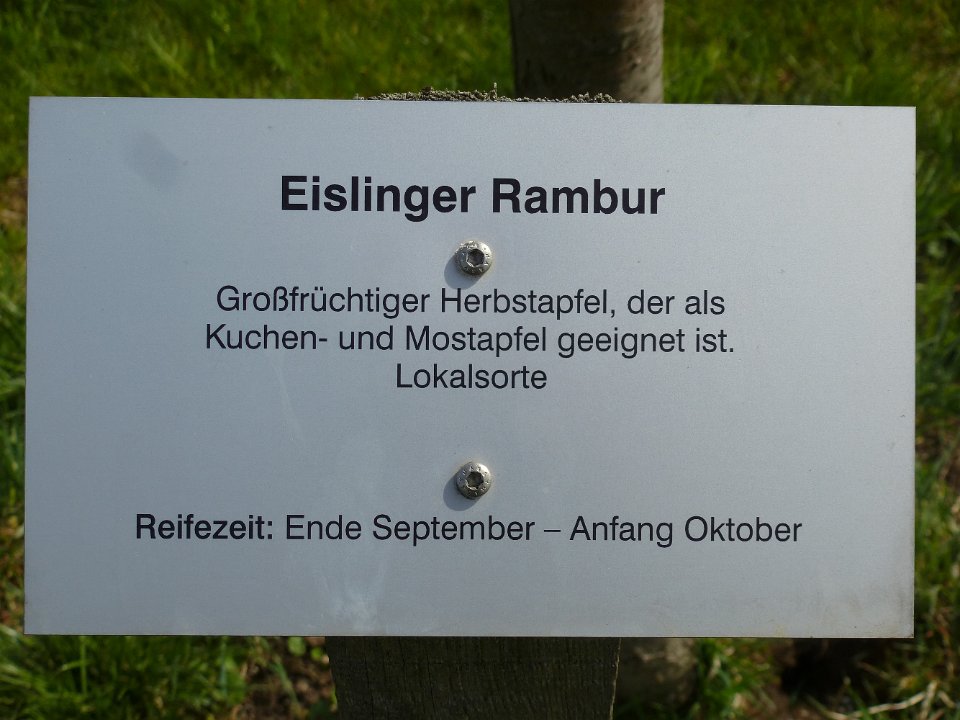 Eislinger Rambur
Großfrüchtiger Herbstapfel, der als
Kuchen- und Mostapfel geeignet ist.
Lokalsorte
Reifezeit: Ende September – Anfang Oktober